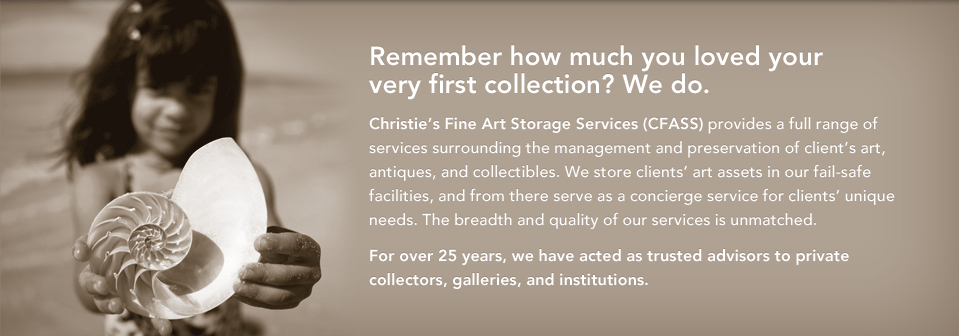 Remember how much you loved your
very first collection? We do.
Christie's Fine Art Storage Services (CFASS) provides a full range of
services surrounding the management and preservation of client's art,
antiques, and collectibles. We store clients' art assets in our fail-safe
facilities, and from there serve as a concierge service for clients' unique
needs. The breadth and quality of our services is unmatched.
For over 25 years, we have acted as trusted advisors to private
collectors, galleries, and institutions.